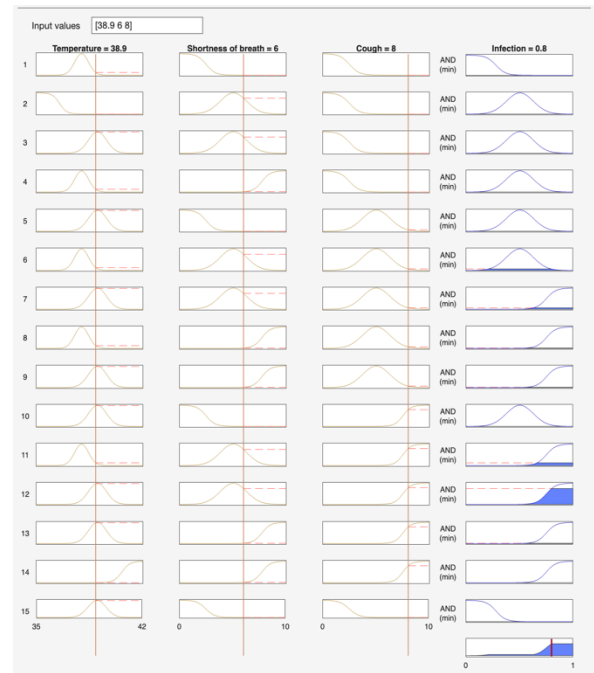 Input values [38.9 6 8]
Temperature = 38.9 Shortness of breath = 6 Cough = 8 Infection = 0.8
1 AND
(min)
2 AND
(min)
3 AND
(min)
4 AND
(min)
5 AND
(min)
6 AND
(min)
7 AND
(min)
8 AND
(min)
9 AND
(min)
10 AND
(min)
11 AND
(min)
12 AND
(min)
13 AND
(min)
14 AND
(min)
15 AND
(min)
35 42 0 10 0 10
0 1